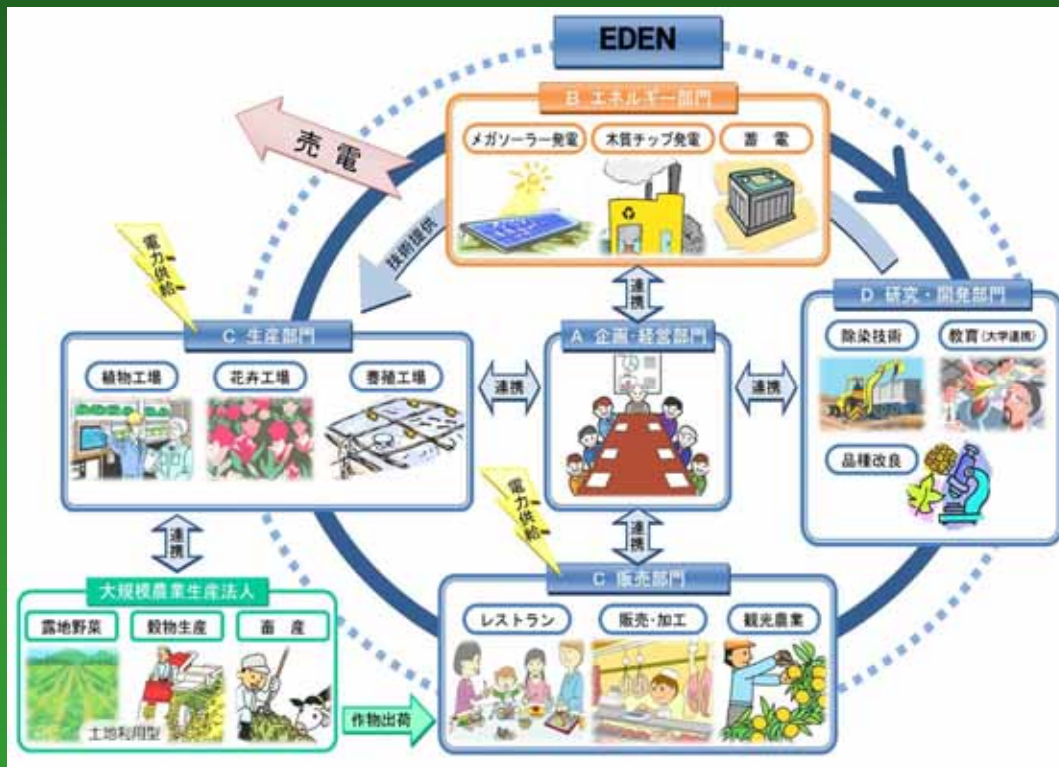 EDEN
B エネルギー部門
メガソーラー発電
木質チップ発電
蓄 電
売 電
技術提供
電力供給
連携
C 生産部門
植物工場
花卉工場
養殖工場
連携
A 企画・経営部門
連携
D 研究・開発部門
除染技術
教育(大学連携)
品種改良
連携
大規模農業生産法人
露地野菜
穀物生産
畜 産
土地利用型
作物出荷
電力供給
連携
C 販売部門
レストラン
販売・加工
観光農業